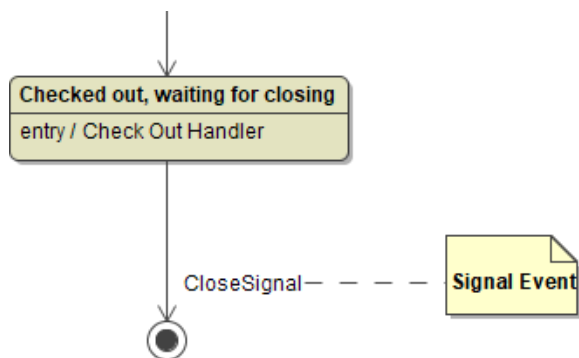 Checked out, waiting for closing
entry / Check Out Handler
CloseSignal
Signal Event